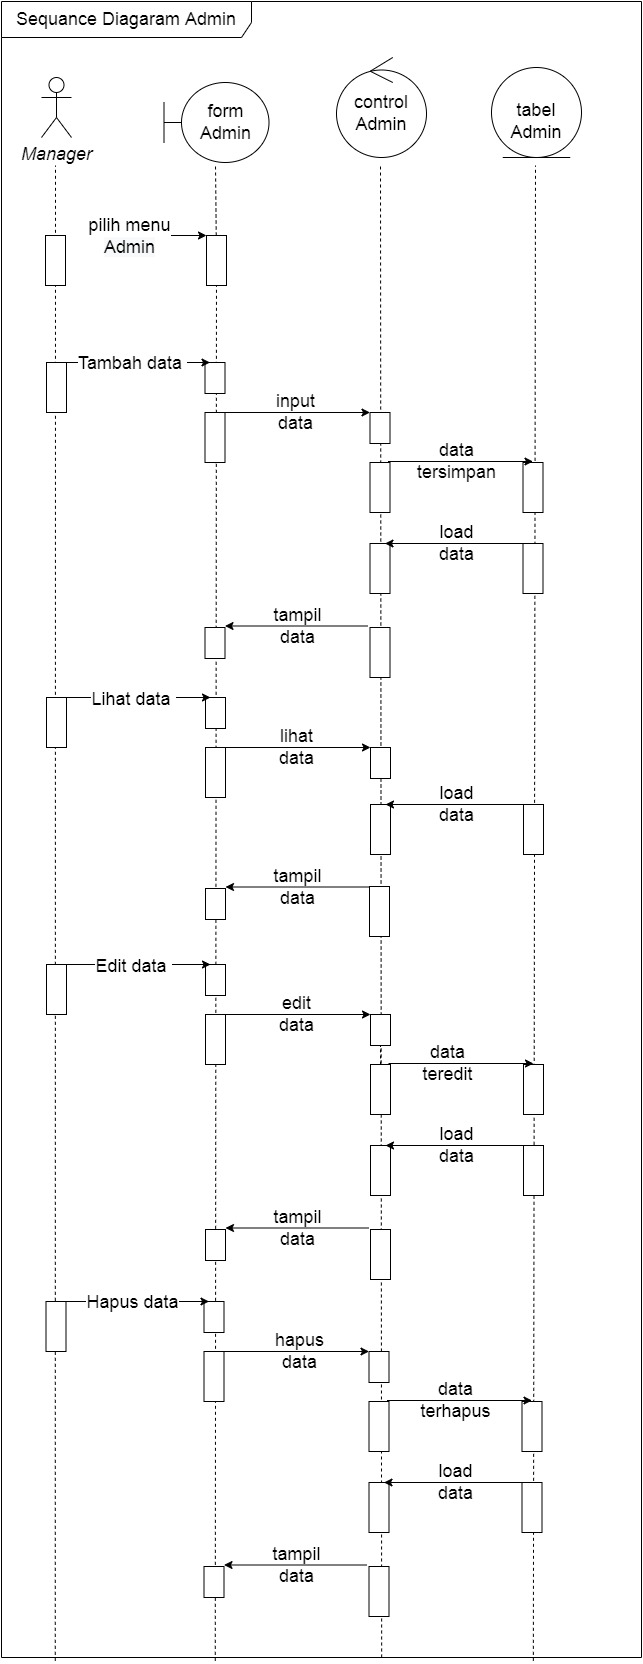 Sequance Diagaram Admin
form
Admin
control
Admin
tabel
Admin
Manager
pilih menu
Admin
Tambah data
input
data
data
tersimpan
load
data
tampil
data
Lihat data
lihat
data
load
data
tampil
data
Edit data
edit
data
data
teredit
load
data
tampil
data
Hapus data
hapus
data
data
terhapus
load
data
tampil
data